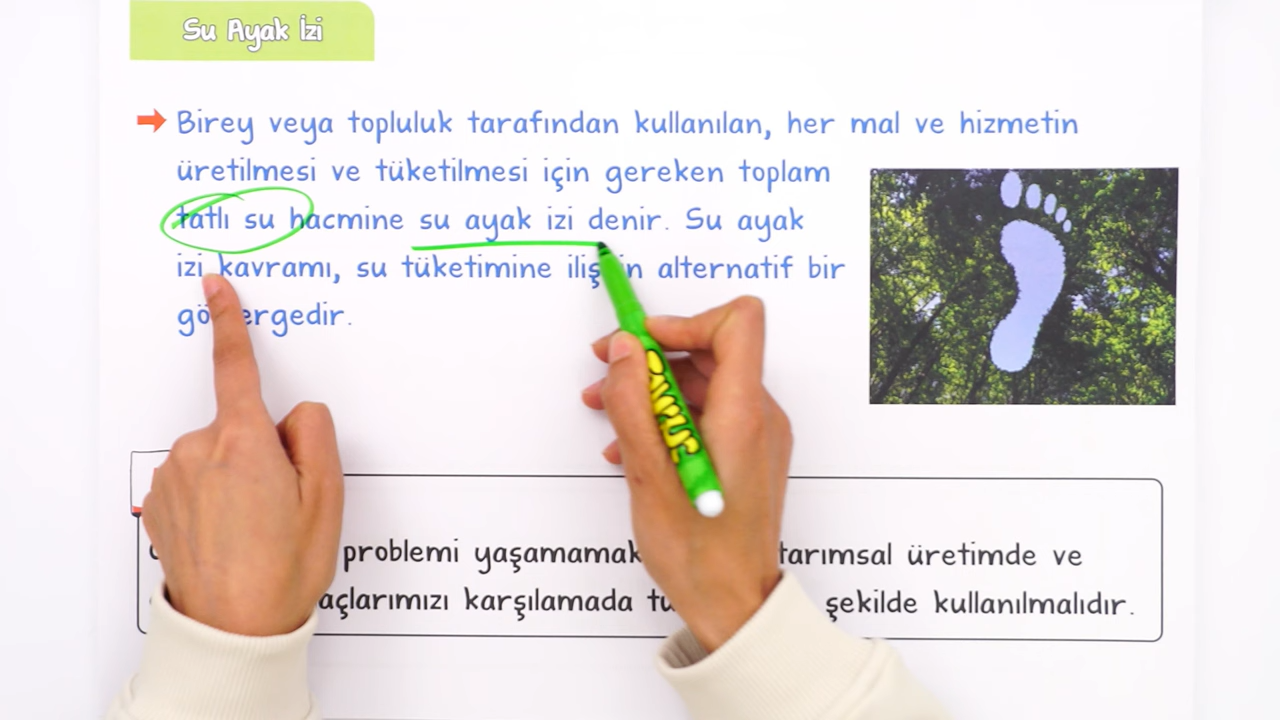 Su Ayak İzi
Birey veya topluluk tarafından kullanılan, her mal ve hizmetin
üretilmesi ve tüketilmesi için gereken toplam
tatlı su hacmine su ayak izi denir. Su ayak
izi kavramı, su tüketimine ilişkin alternatif bir
göstergedir.
problemi yaşamamak tarımsal üretimde ve
karşılamada şekilde kullanılmalıdır.